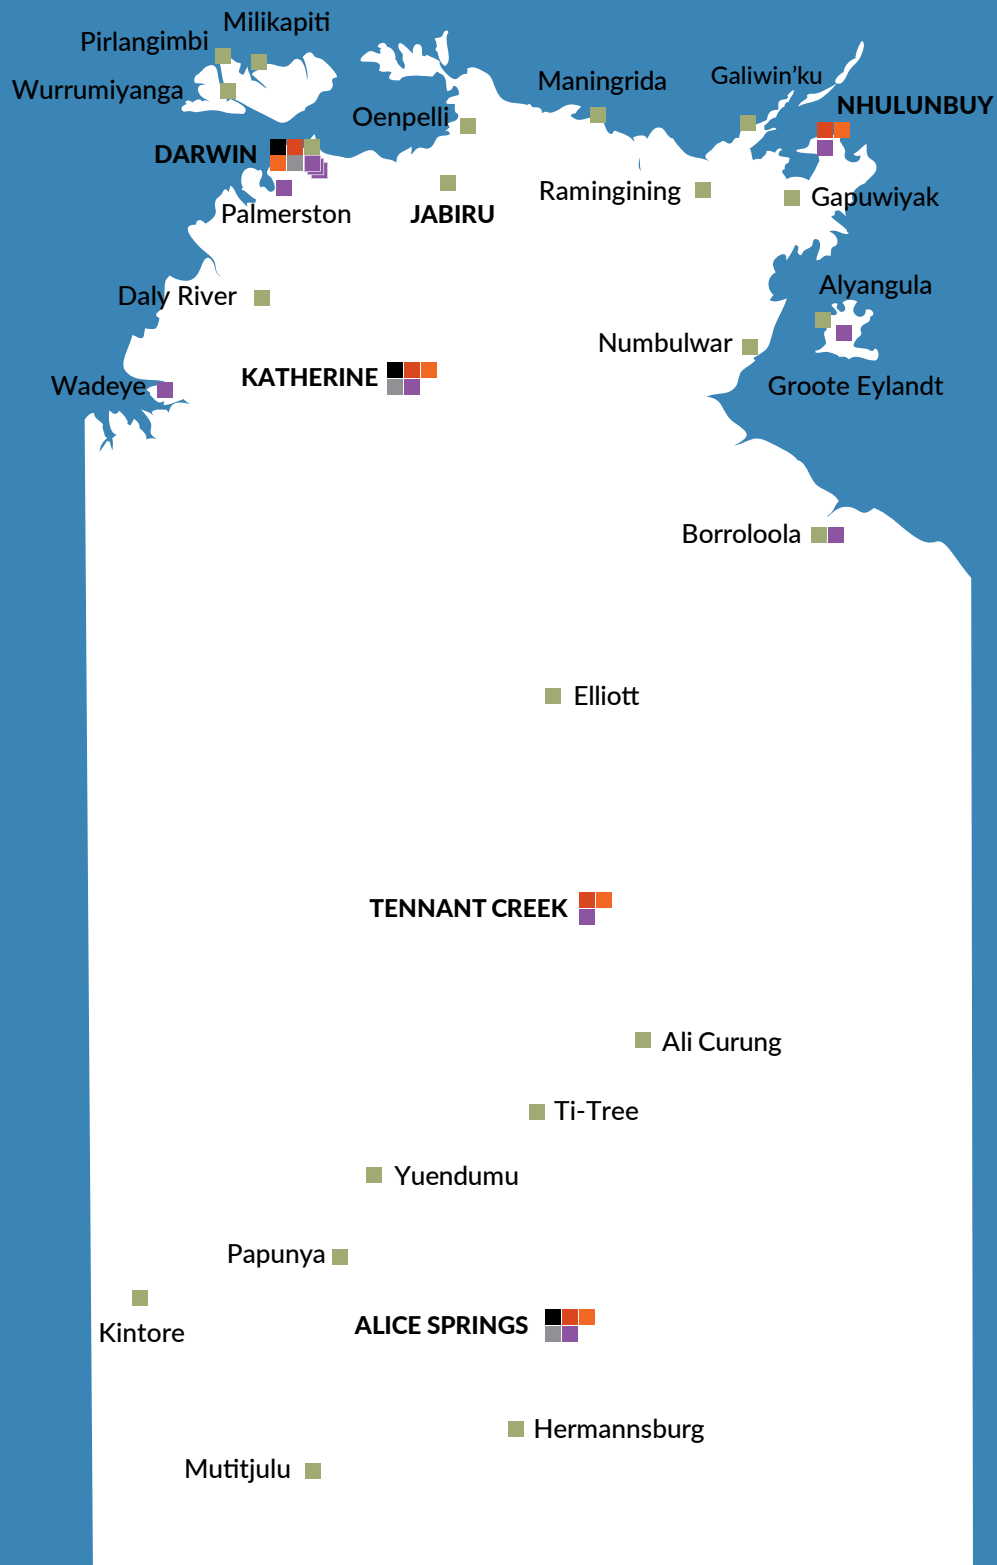 Milikapiti
Pirlangimbi
Wurrumiyanga
Maningrida
Galiwin’ku
NHULUNBUY
Oenpelli
DARWIN
Ramingining
Gapuwiyak
Palmerston
JABIRU
Alyangula
Daly River
Numbulwar
KATHERINE
Wadeye
Groote Eylandt
Borroloola
Elliott
TENNANT CREEK
Ali Curung
Ti-Tree
Yuendumu
Papunya
ALICE SPRINGS
Kintore
Hermannsburg
Mutitjulu